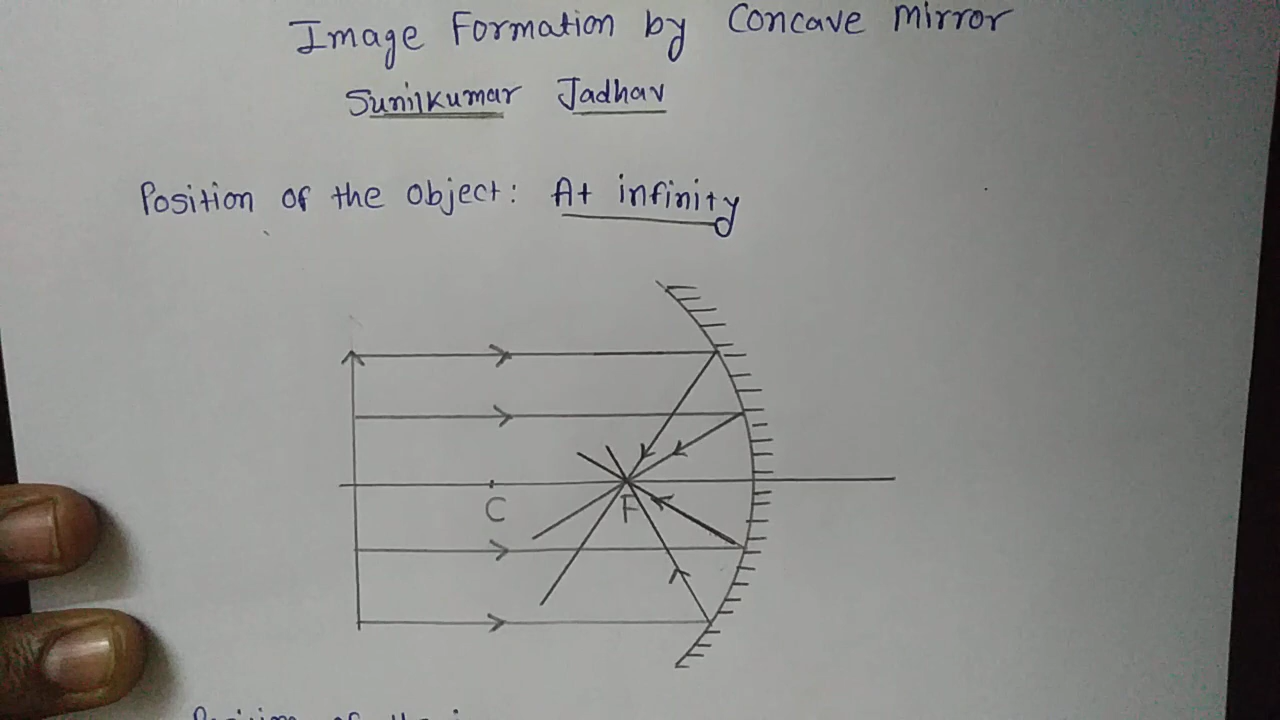 Image Formation by Concave mirror
Sunilkumar Jadhav
Position of the object: At infinity
C
F